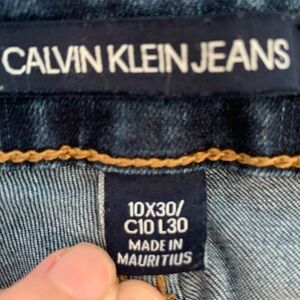 CALVIN KLEIN JEANS
10X30/
C10 L30
MADE IN
MAURITIUS